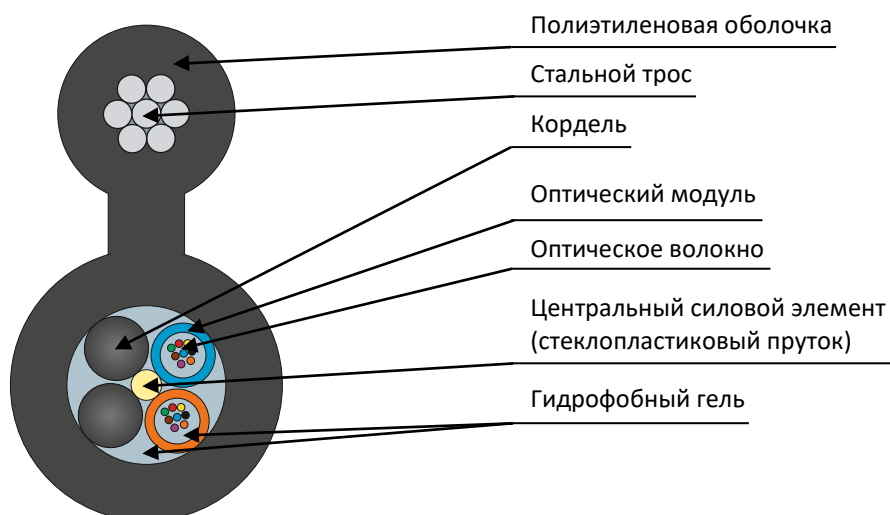 Полиэтиленовая оболочка
Стальной трос
Кордель
Оптический модуль
Оптическое волокно
Центральный силовой элемент
(стеклопластиковый пруток)
Гидрофобный гель